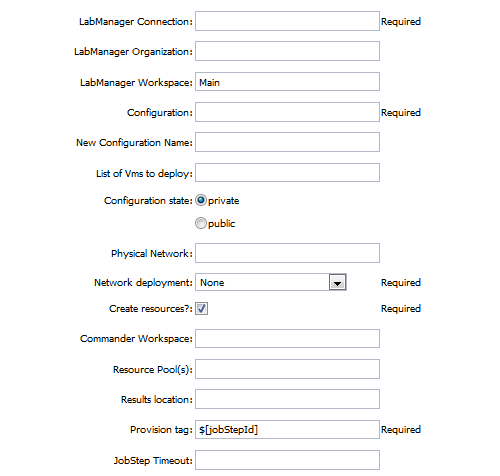 LabManager Connection: Required
LabManager Organization:
LabManager Workspace: Main
Configuration: Required
New Configuration Name:
List of Vms to deploy:
Configuration state: private
public
Physical Network:
Network deployment: None Required
Create resources?: Required
Commander Workspace:
Resource Pool(s):
Results location:
Provision tag: $[jobStepId] Required
JobStep Timeout: